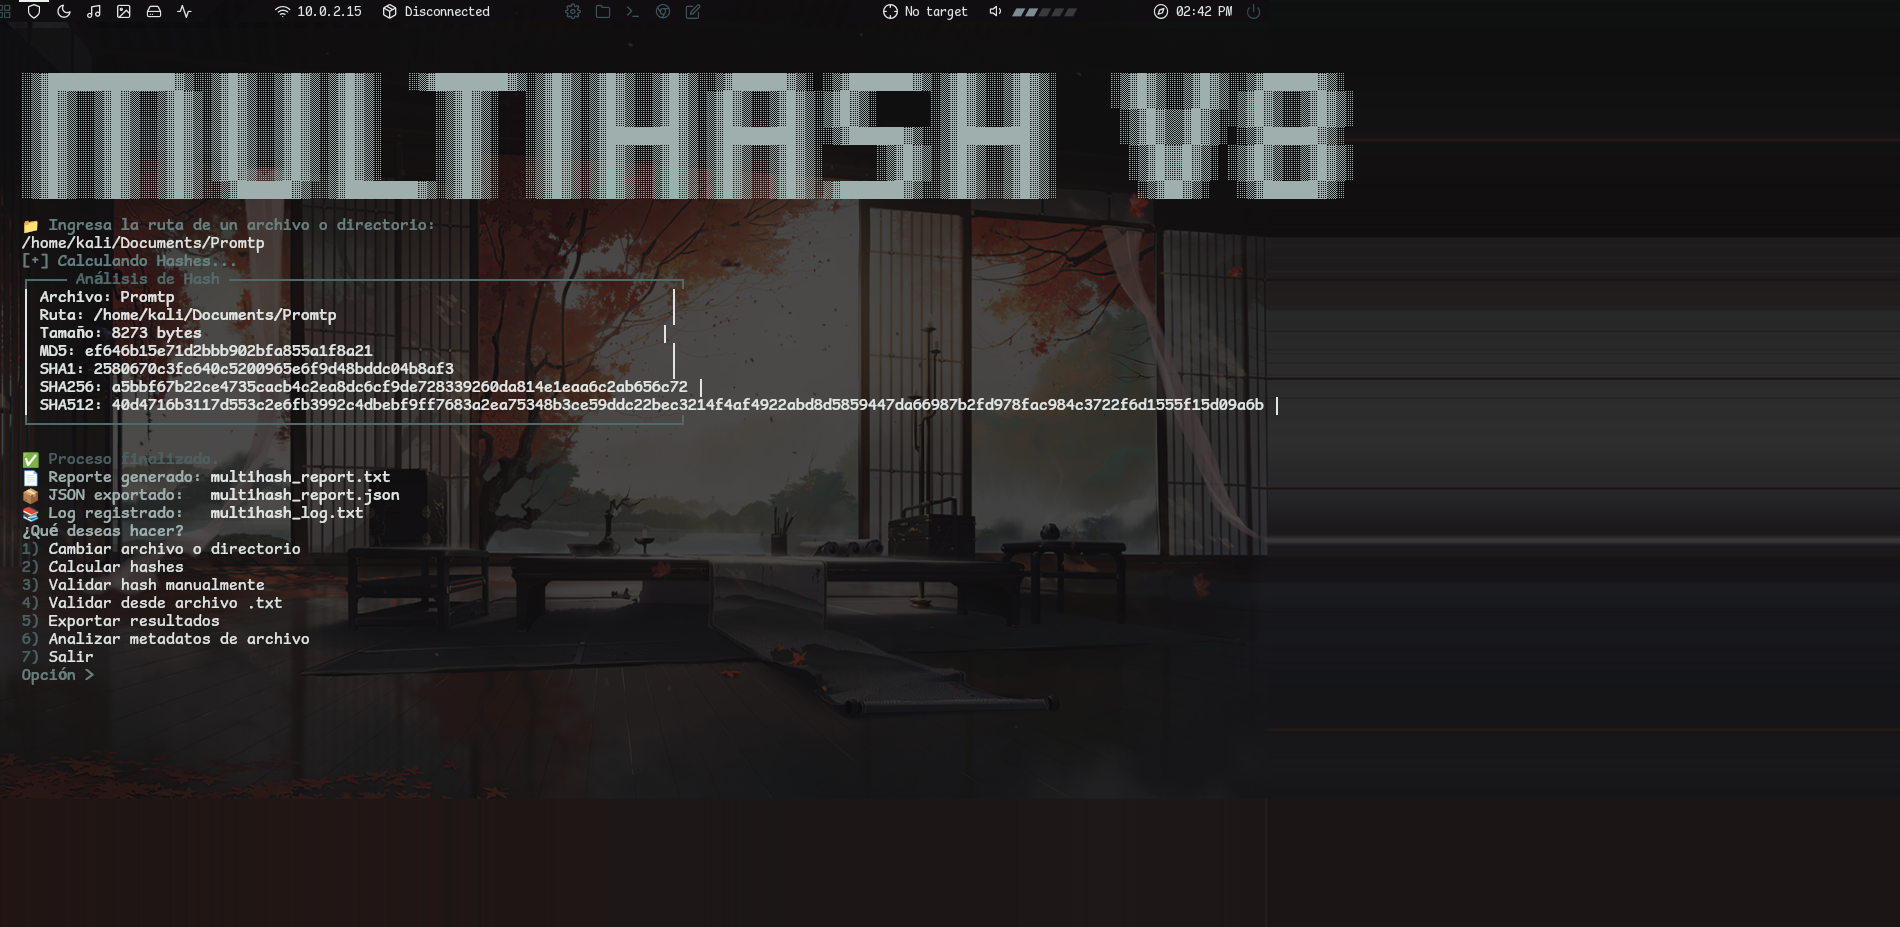 10.0.2.15 Disconnected No target 02:42 PM
MULTIHASH V8
Ingresa la ruta de un archivo o directorio:
/home/kali/Documents/Promtp
[+] Calculando Hashes...
Análisis de Hash
Archivo: Promtp
Ruta: /home/kali/Documents/Promtp
Tamaño: 8273 bytes
MD5: ef646b15e71d2bbb902bfa855a1f8a21
SHA1: 2580670c3fc640c5200965e6f9d48bddc04b8af3
SHA256: a5bbf67b22ce4735cacb4c2ea8dc6cf9de728339260da814e1eaa6c2ab656c72
SHA512: 40d4716b3117d553c2e6fb3992c4dbebf9ff7683a2ea75348b3ce59ddc22bec3214f4af4922abd8d5859447da66987b2fd978fac984c3722f6d1555f15d09a6b
Proceso finalizado.
Reporte generado: multihash_report.txt
JSON exportado: multihash_report.json
Log registrado: multihash_log.txt
¿Qué deseas hacer?
1) Cambiar archivo o directorio
2) Calcular hashes
3) Validar hash manualmente
4) Validar desde archivo .txt
5) Exportar resultados
6) Analizar metadatos de archivo
7) Salir
Opción >